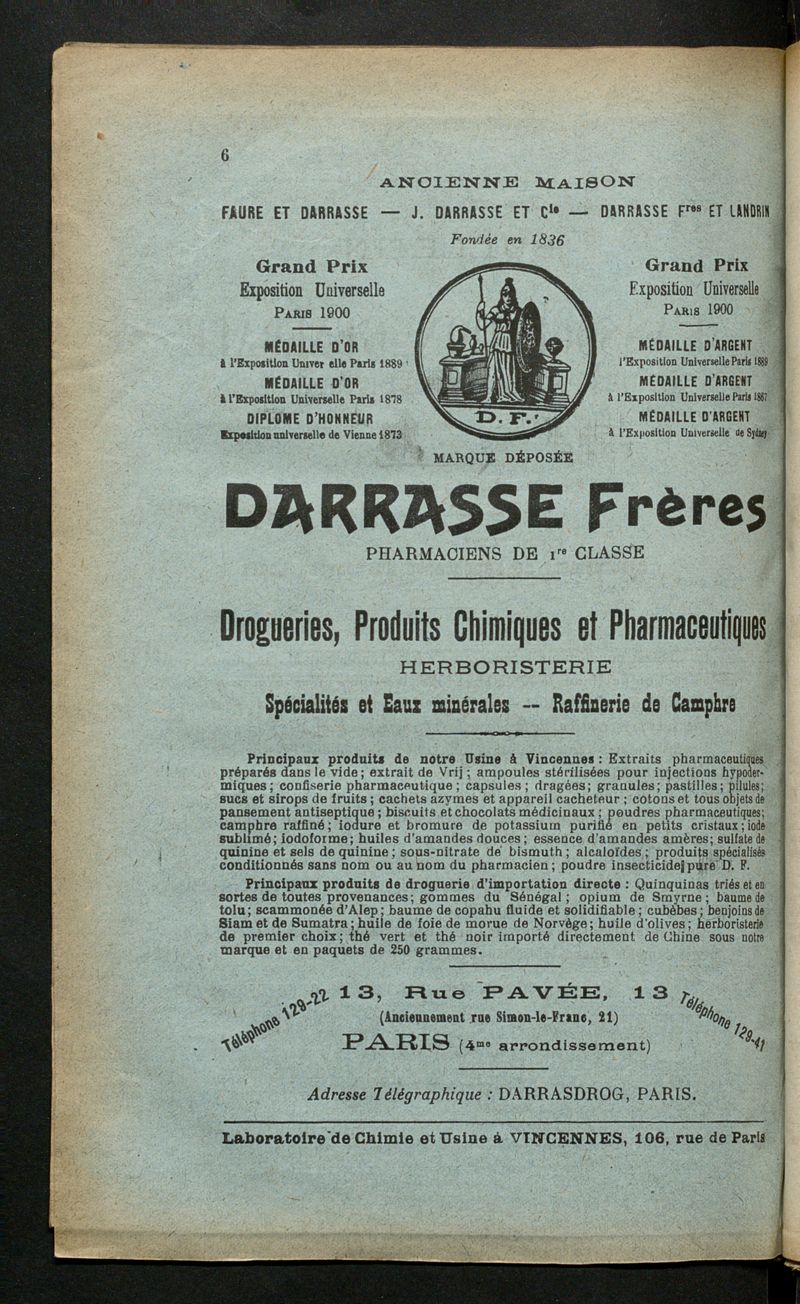 6
ANCIENNE MAISON
FAURE ET DARRASSE — J. DARRASSE ET Cie — DARRASSE Fres ET LANDRIN
Fondée en 1836
Grand Prix
Exposition Universelle
PARIS 1900
MÉDAILLE D'OR
à l'Exposition Univer elle Paris 1889
MÉDAILLE D'OR
à l'Exposition Universelle Paris 1878
DIPLOME D'HONNEUR
Exposition universelle de Vienne 1873
D. F.
MARQUE DÉPOSÉE
Grand Prix
Exposition Universelle
PARIS 1900
MÉDAILLE D'ARGENT
l'Exposition Universelle Paris 1889
MÉDAILLE D'ARGENT
à l'Exposition Universelle Paris 1867
MÉDAILLE D'ARGENT
à l'Exposition Universelle de Sydney
DARRASSE Frères
PHARMACIENS DE 1re CLASSE
Drogueries, Produits Chimiques et Pharmaceutiques
HERBORISTERIE
Spécialités et Eaux minérales -- Raffinerie de Camphre
Principaux produits de notre Usine à Vincennes : Extraits pharmaceutiques
préparés dans le vide ; extrait de Vrij ; ampoules stérilisées pour injections hypoder-
miques ; confiserie pharmaceutique ; capsules ; dragées ; granules ; pastilles ; pilules ;
sucs et sirops de fruits ; cachets azymes et appareil cacheteur ; cotons et tous objets de
pansement antiseptique ; biscuits et chocolats médicinaux ; poudres pharmaceutiques ;
camphre raffiné ; iodure et bromure de potassium purifié en petits cristaux ; iode
sublimé ; iodoforme ; huiles d'amandes douces ; essence d'amandes amères ; sulfate de
quinine et sels de quinine ; sous-nitrate de bismuth ; alcaloïdes ; produits spécialisés
conditionnés sans nom ou au nom du pharmacien ; poudre insecticide pure D. F.
Principaux produits de droguerie d'importation directe : Quinquinas triés et en
sortes de toutes provenances ; gommes du Sénégal ; opium de Smyrne ; baume de
tolu ; scammonée d'Alep ; baume de copahu fluide et solidifiable ; cubèbes ; benjoins de
Siam et de Sumatra ; huile de foie de morue de Norvège ; huile d'olives ; herboristerie
de premier choix ; thé vert et thé noir importé directement de Chine sous notre
marque et en paquets de 250 grammes.
Téléphone 129-22
13, Rue PAVÉE, 13
(Anciennement rue Simon-le-Franc, 21)
PARIS (4me arrondissement)
Téléphone 129-41
Adresse Télégraphique : DARRASDROG, PARIS.
Laboratoire de Chimie et Usine à VINCENNES, 106, rue de Paris